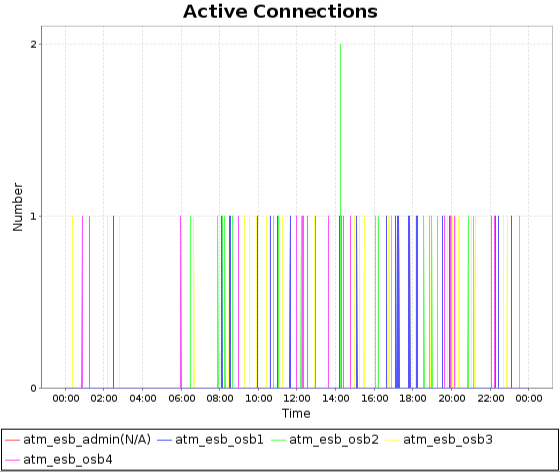 Active Connections
2
1
0
Number
00:00 02:00 04:00 06:00 08:00 10:00 12:00 14:00 16:00 18:00 20:00 22:00 00:00
Time
atm_esb_admin(N/A) atm_esb_osb1 atm_esb_osb2 atm_esb_osb3
atm_esb_osb4